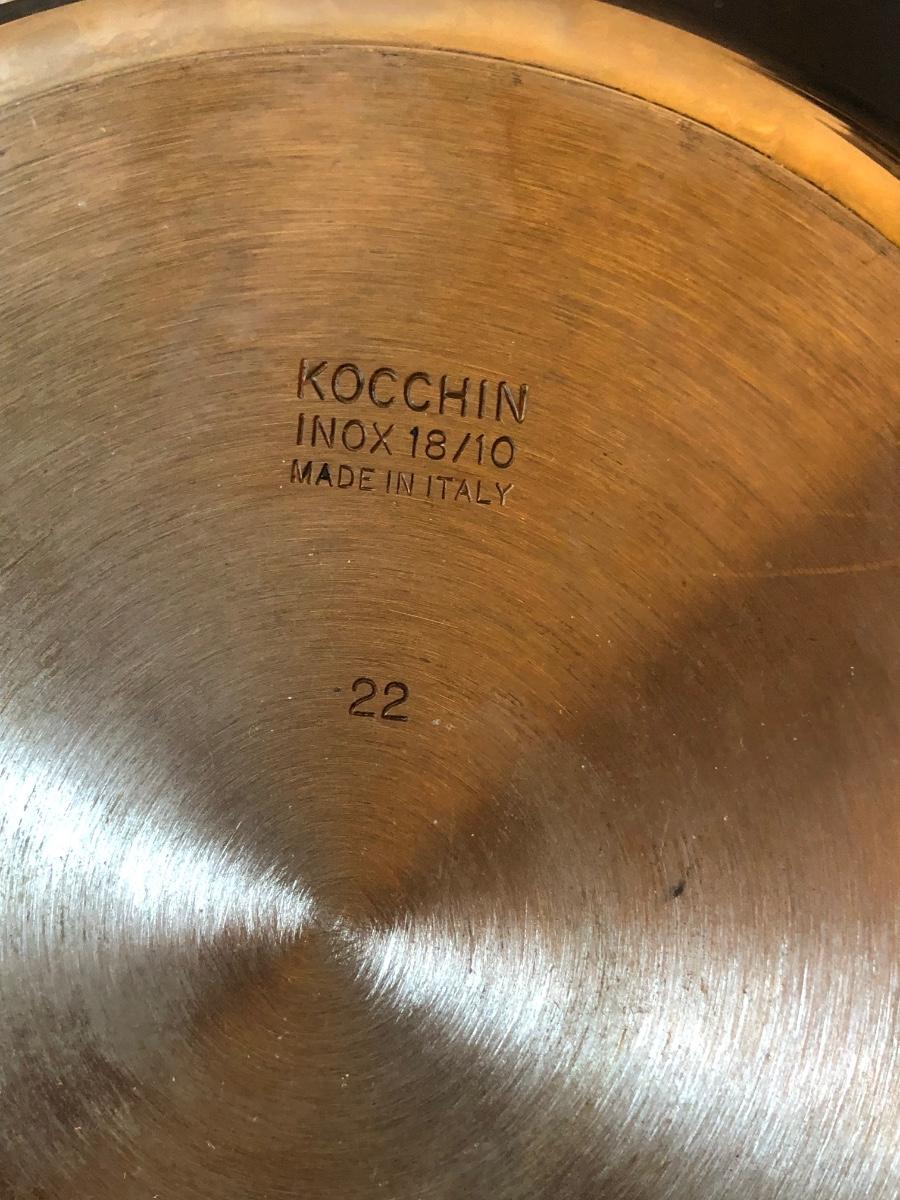 KOCCHIN
INOX 18/10
MADE IN ITALY
22